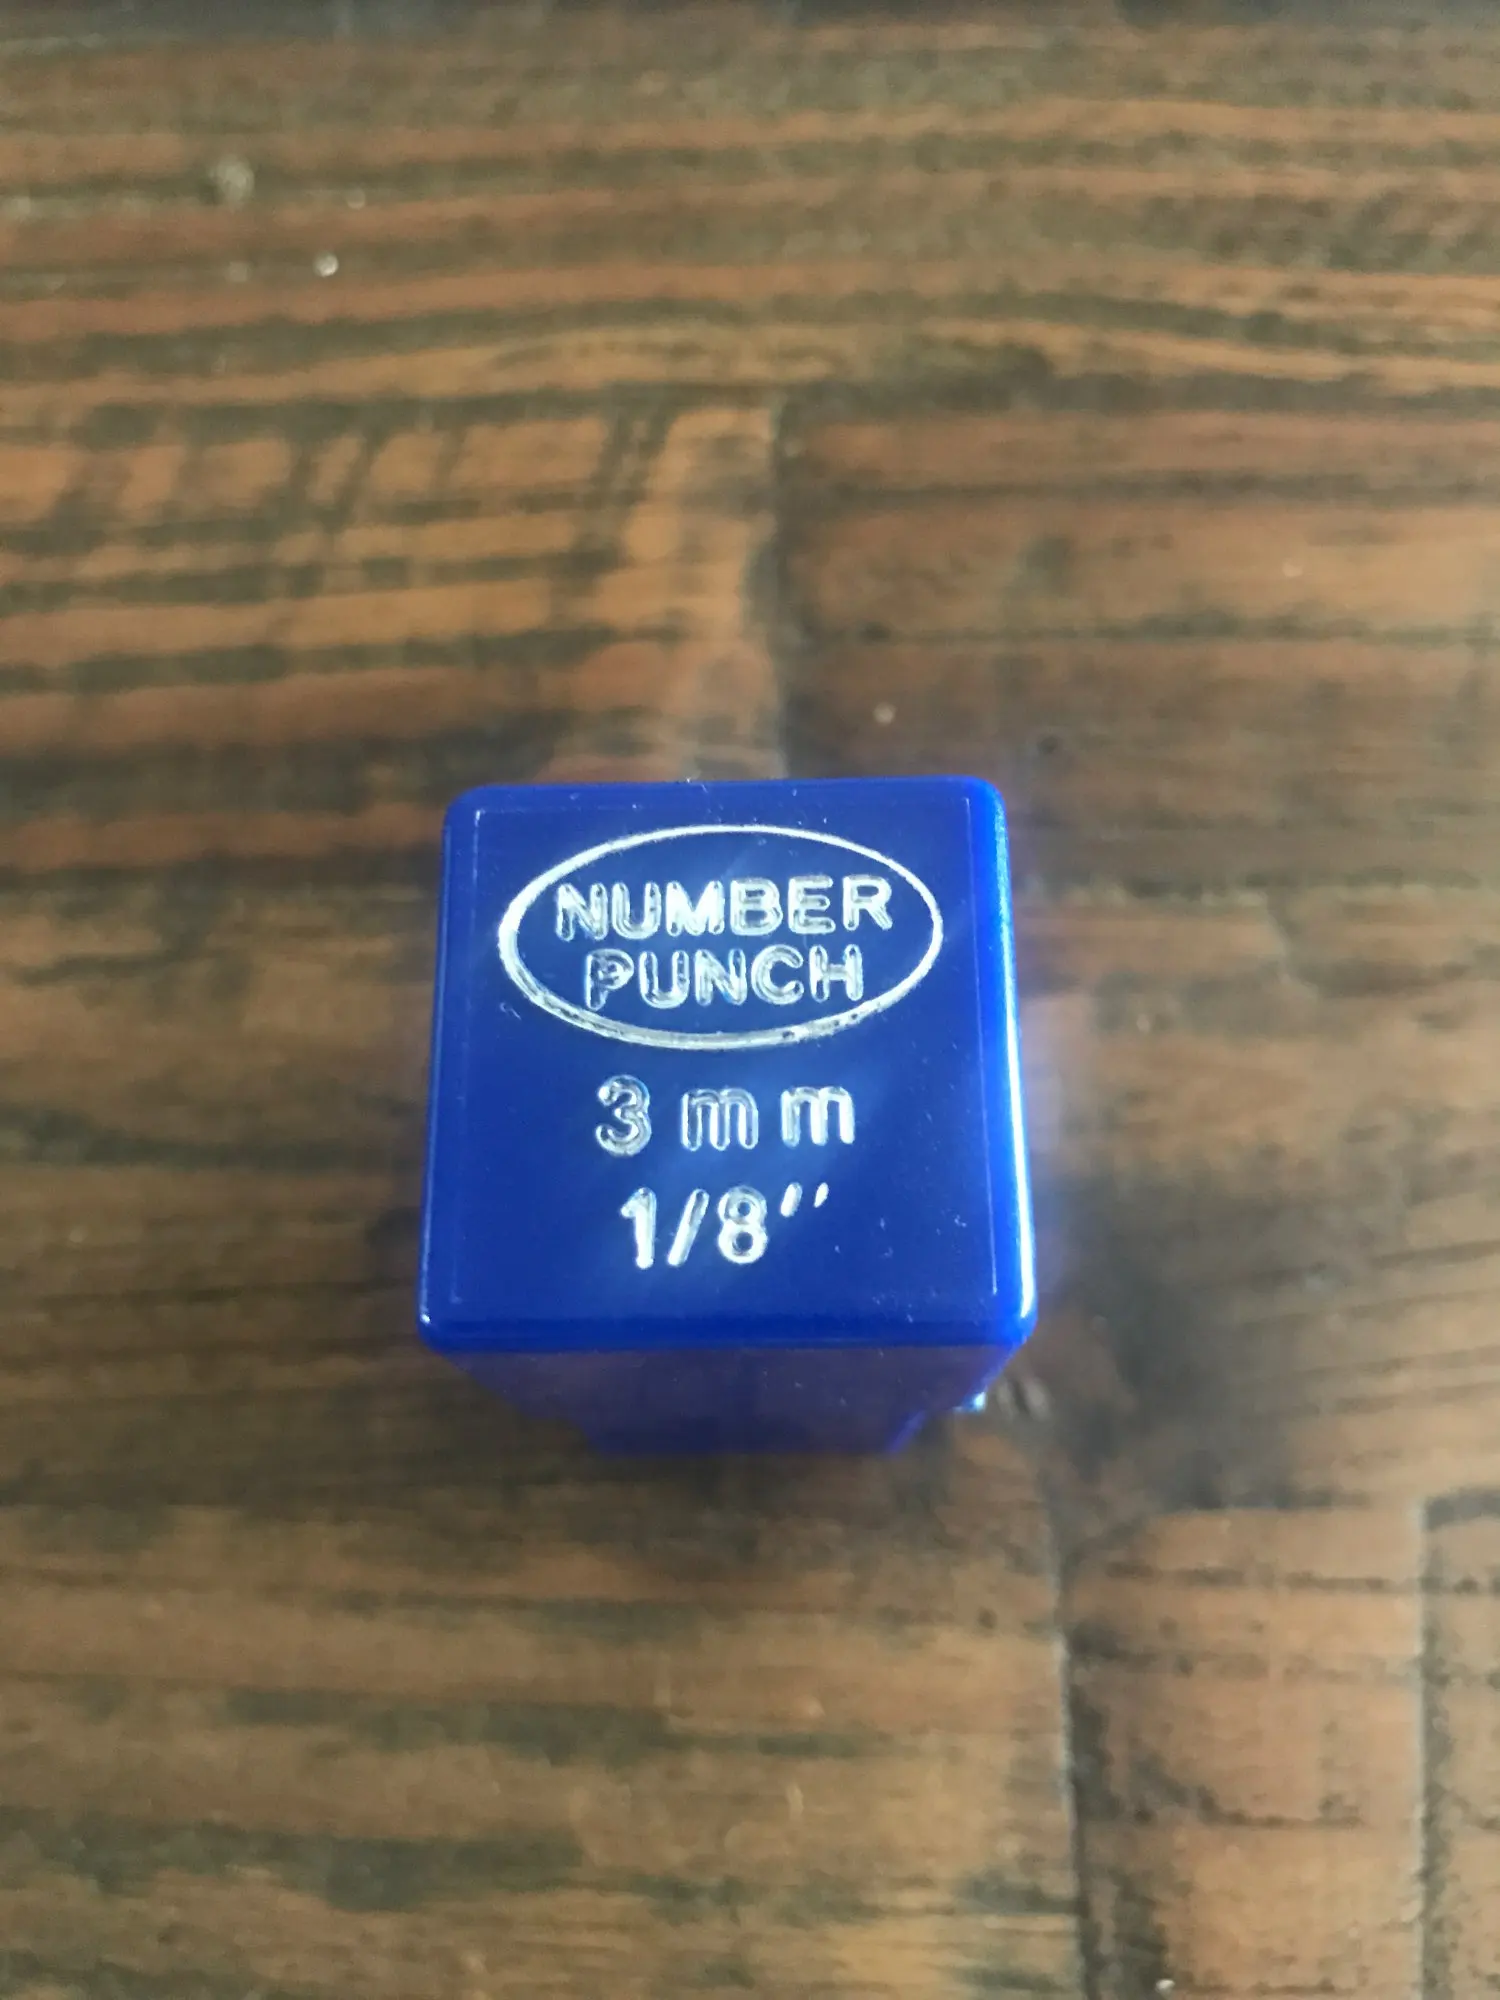 NUMBER
PUNCH
3 mm
1/8"